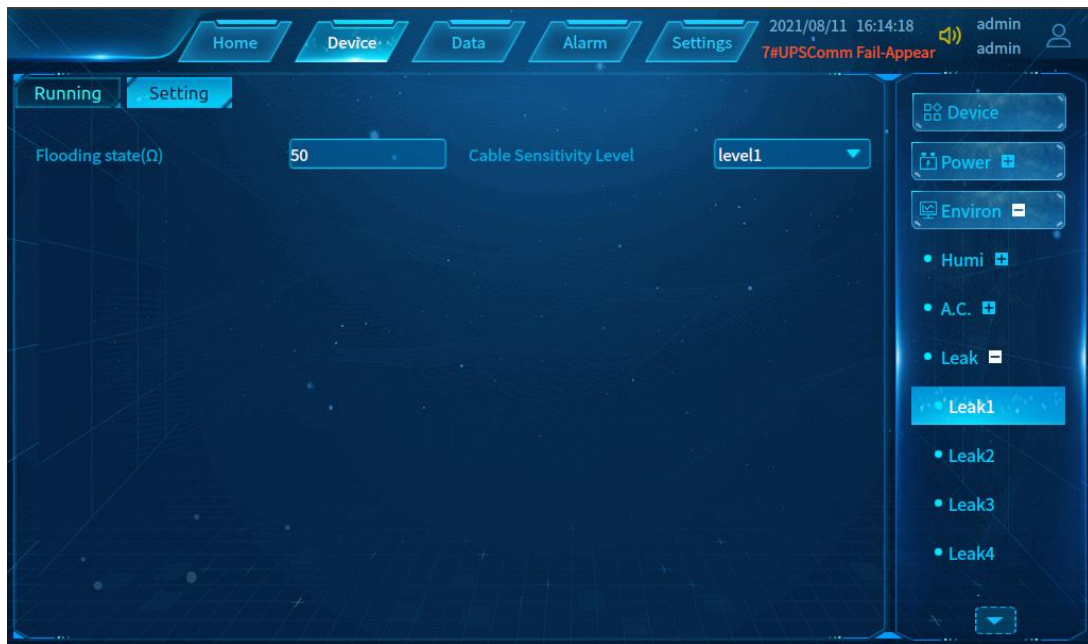 Home Device Data Alarm Settings
2021/08/11 16:14:18
7#UPSComm Fail-Appear
admin
admin
Running Setting
Flooding state(Ω) 50 Cable Sensitivity Level level1
Device
Power
Environ
Humi
A.C.
Leak
Leak1
Leak2
Leak3
Leak4